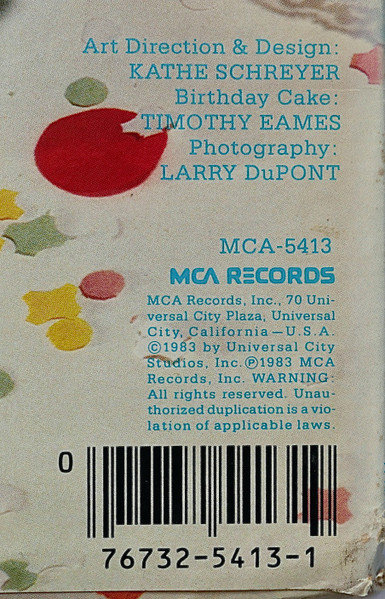 Art Direction & Design:
KATHE SCHREYER
Birthday Cake:
TIMOTHY EAMES
Photography:
LARRY DuPONT
MCA-5413
MCA RECORDS
MCA Records, Inc., 70 Uni-
versal City Plaza, Universal
City, California—U.S.A.
©1983 by Universal City
Studios, Inc. ℗1983 MCA
Records, Inc. WARNING:
All rights reserved. Unau-
thorized duplication is a vio-
lation of applicable laws.
0
76732-5413-1